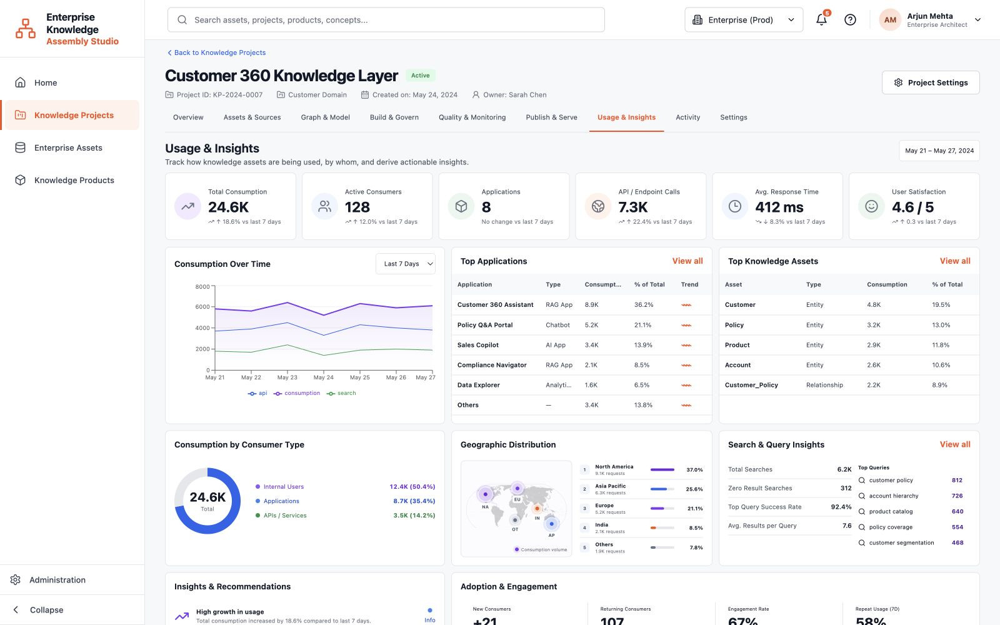 Enterprise
Knowledge
Assembly Studio
Search assets, projects, products, concepts...
Enterprise (Prod)
5
AM
Arjun Mehta
Enterprise Architect
Home
Knowledge Projects
Enterprise Assets
Knowledge Products
Administration
Collapse
Back to Knowledge Projects
Customer 360 Knowledge Layer
Active
Project Settings
Project ID: KP-2024-0007
Customer Domain
Created on: May 24, 2024
Owner: Sarah Chen
Overview
Assets & Sources
Graph & Model
Build & Govern
Quality & Monitoring
Publish & Serve
Usage & Insights
Activity
Settings
Usage & Insights
Track how knowledge assets are being used, by whom, and derive actionable insights.
May 21 – May 27, 2024
Total Consumption
24.6K
↑ 18.6% vs last 7 days
Active Consumers
128
↑ 12.0% vs last 7 days
Applications
8
No change vs last 7 days
API / Endpoint Calls
7.3K
↑ 22.4% vs last 7 days
Avg. Response Time
412 ms
↓ 8.3% vs last 7 days
User Satisfaction
4.6 / 5
↑ 0.3 vs last 7 days
Consumption Over Time
Last 7 Days
8000
6000
4000
2000
0
May 21 May 22 May 23 May 24 May 25 May 26 May 27
api consumption search
Top Applications
View all
Application Type Consumpt... % of Total Trend
Customer 360 Assistant RAG App 8.9K 36.2%
Policy Q&A Portal Chatbot 5.2K 21.1%
Sales Copilot AI App 3.4K 13.9%
Compliance Navigator RAG App 2.1K 8.5%
Data Explorer Analyti... 1.6K 6.5%
Others — 3.4K 13.8%
Top Knowledge Assets
View all
Asset Type Consumption % of Total
Customer Entity 4.8K 19.5%
Policy Entity 3.2K 13.0%
Product Entity 2.9K 11.8%
Account Entity 2.6K 10.6%
Customer_Policy Relationship 2.2K 8.9%
Consumption by Consumer Type
24.6K
Total
Internal Users 12.4K (50.4%)
Applications 8.7K (35.4%)
APIs / Services 3.5K (14.2%)
Geographic Distribution
NA
EU
IN
OT
AP
Consumption volume
1 North America 37.0%
9.1K requests
2 Asia Pacific 25.6%
6.3K requests
3 Europe 21.1%
5.2K requests
4 India 8.5%
2.1K requests
5 Others 7.8%
1.9K requests
Search & Query Insights
View all
Total Searches 6.2K
Zero Result Searches 312
Top Query Success Rate 92.4%
Avg. Results per Query 7.6
Top Queries
customer policy 812
account hierarchy 726
product catalog 640
policy coverage 554
customer segmentation 468
Insights & Recommendations
High growth in usage
Total consumption increased by 18.6% compared to last 7 days.
Info
Adoption & Engagement
New Consumers
+21
Returning Consumers
107
Engagement Rate
67%
Repeat Usage (7D)
58%